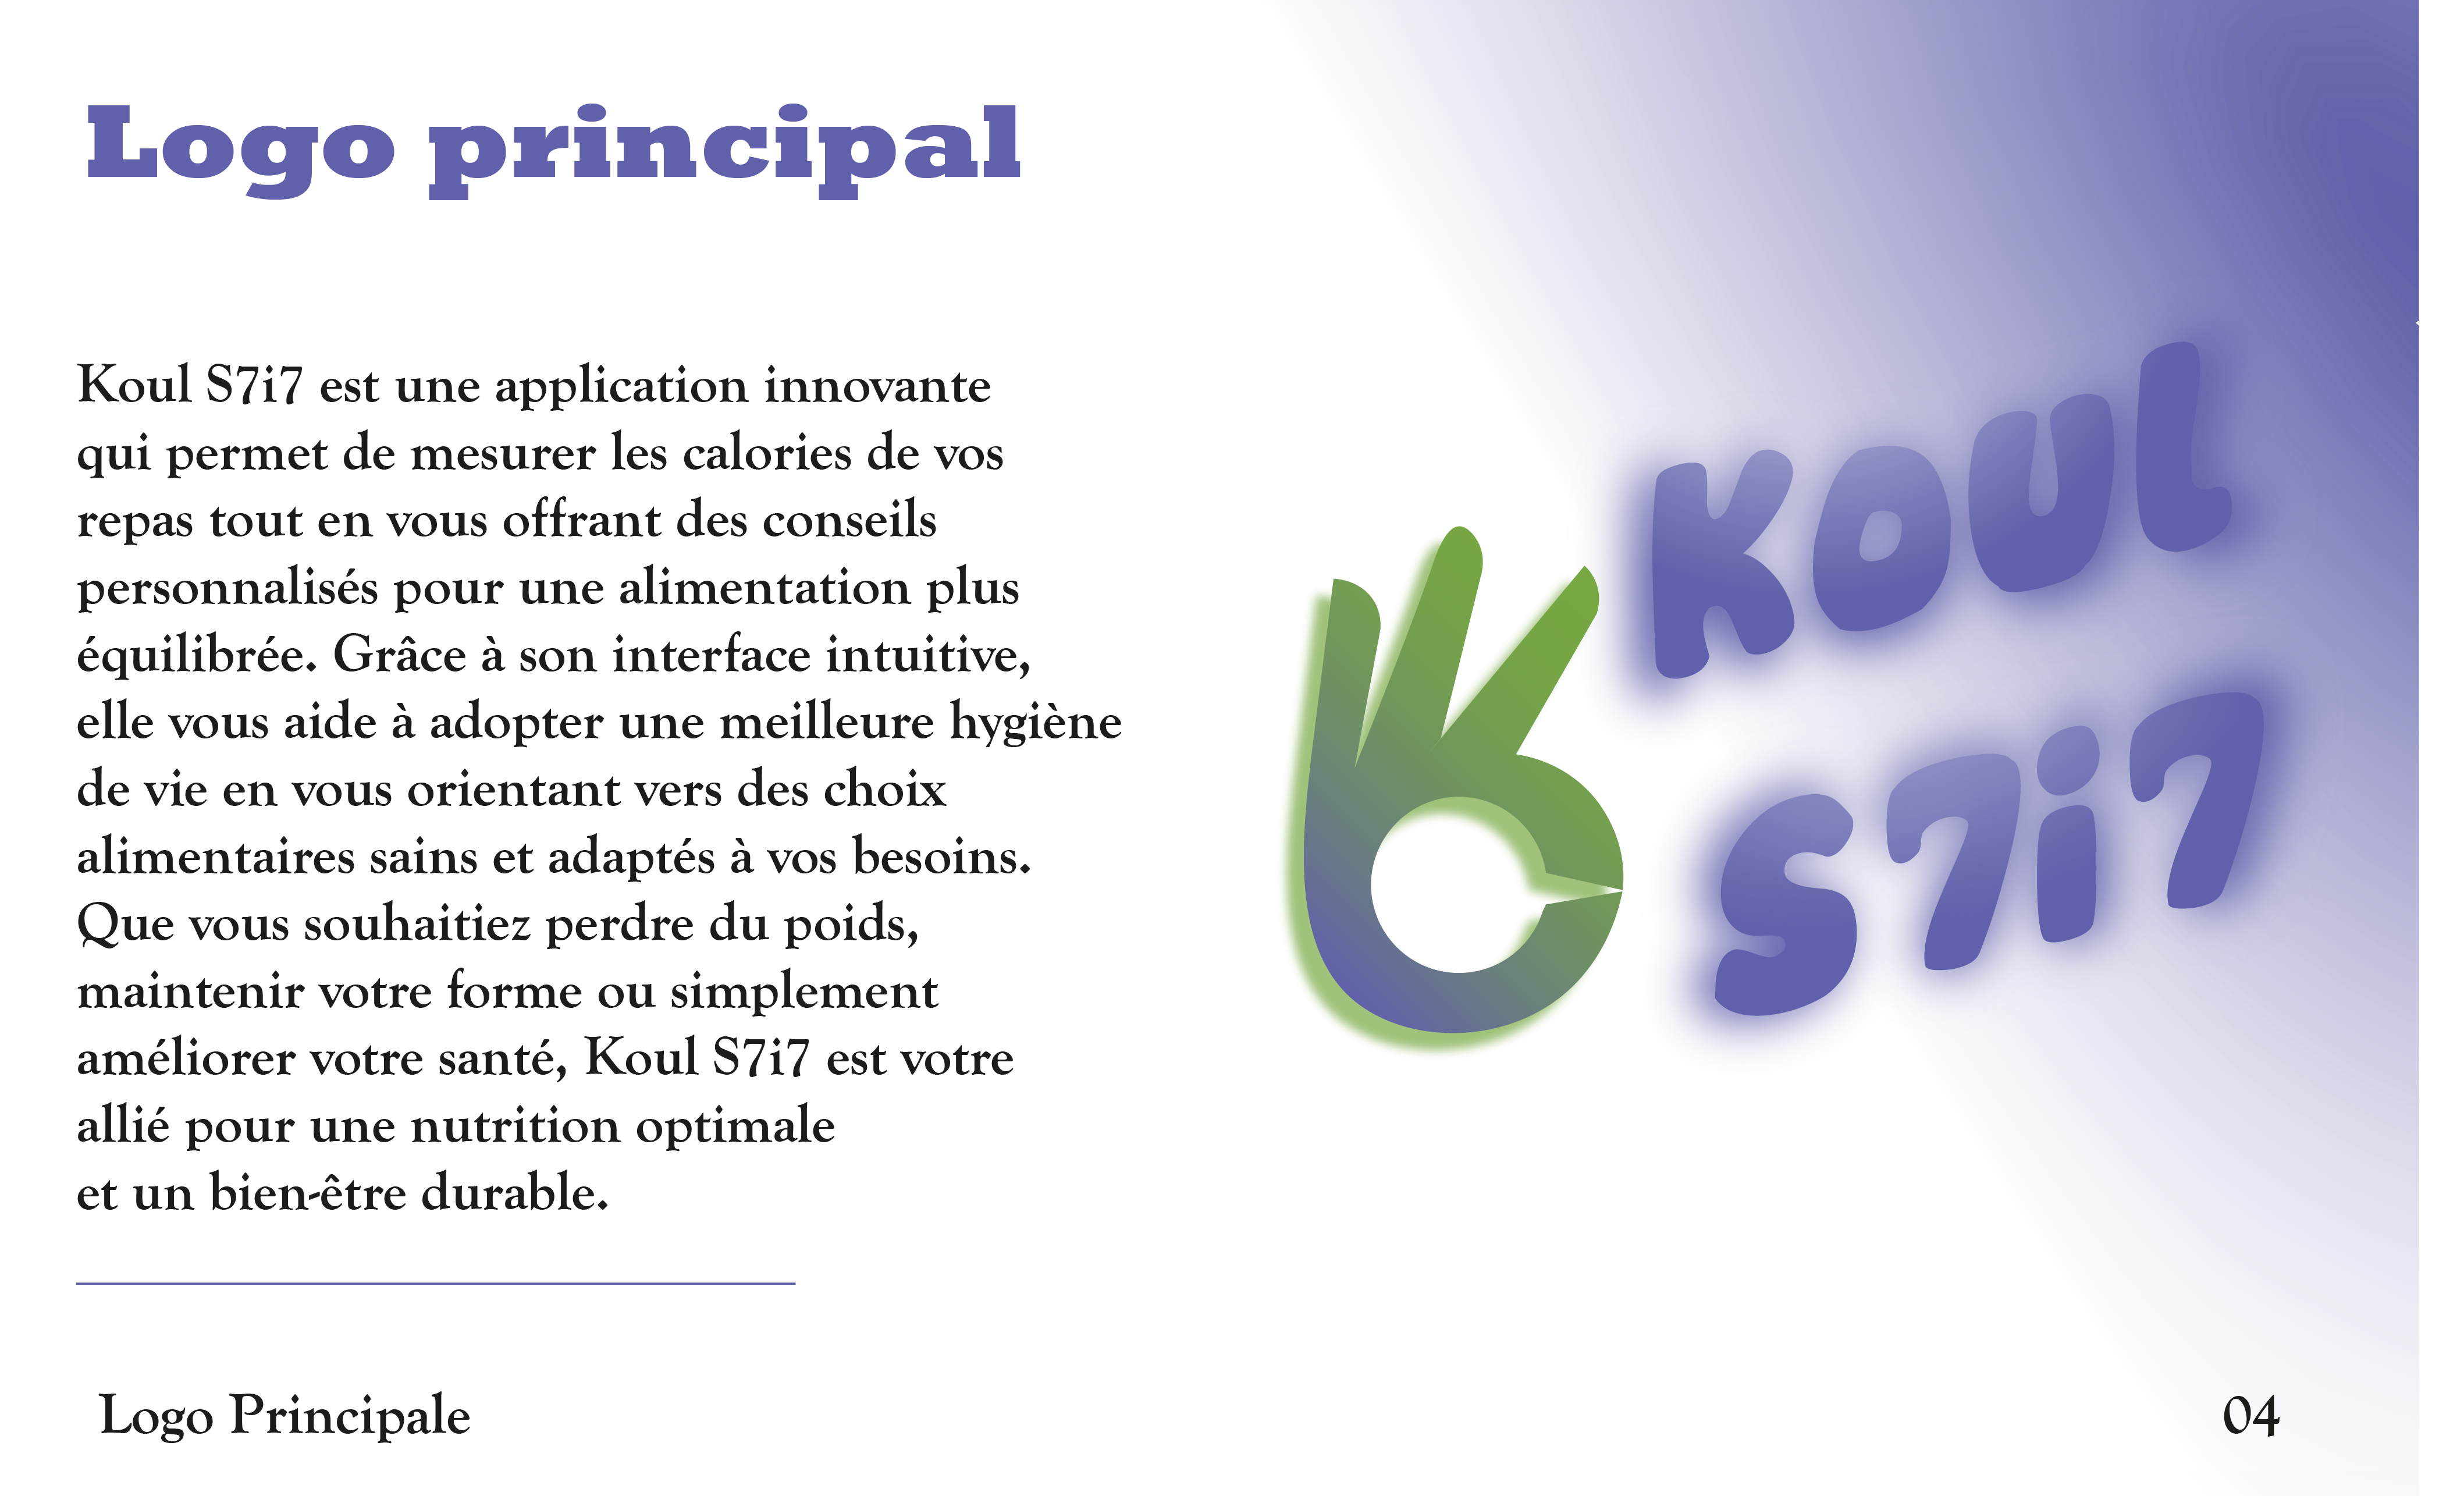 Logo principal
Koul S7i7 est une application innovante
qui permet de mesurer les calories de vos
repas tout en vous offrant des conseils
personnalisés pour une alimentation plus
équilibrée. Grâce à son interface intuitive,
elle vous aide à adopter une meilleure hygiène
de vie en vous orientant vers des choix
alimentaires sains et adaptés à vos besoins.
Que vous souhaitiez perdre du poids,
maintenir votre forme ou simplement
améliorer votre santé, Koul S7i7 est votre
allié pour une nutrition optimale
et un bien-être durable.
KOUL
S7i7
Logo Principale
04